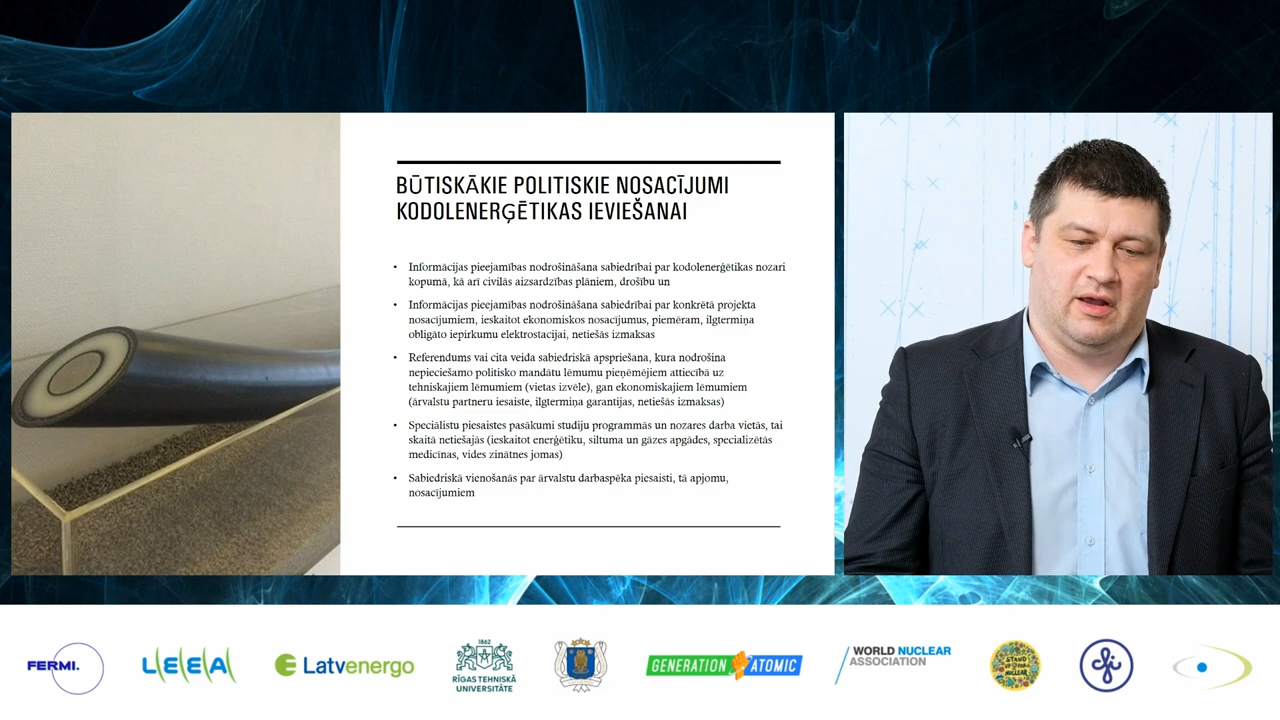 BŪTISKĀKIE POLITISKIE NOSACĪJUMI
KODOLENERĢĒTIKAS IEVIEŠANAI
• Informācijas pieejamības nodrošināšana sabiedrībai par kodolenerģētikas nozari
kopumā, kā arī civilās aizsardzības plāniem, drošību un
• Informācijas pieejamības nodrošināšana sabiedrībai par konkrētā projekta
nosacījumiem, ieskaitot ekonomiskos nosacījumus, piemēram, ilgtermiņa
obligāto iepirkumu elektrostacijai, netiešās izmaksas
• Referendums vai cita veida sabiedriskā apspriešana, kura nodrošina
nepieciešamo politisko mandātu lēmumu pieņēmējiem attiecībā uz
tehniskajiem lēmumiem (vietas izvēle), gan ekonomiskajiem lēmumiem
(ārvalstu partneru iesaiste, ilgtermiņa garantijas, netiešās izmaksas)
• Speciālistu piesaistes pasākumi studiju programmās un nozares darba vietās, tai
skaitā netiešajās (ieskaitot enerģētiku, siltuma un gāzes apgādes, specializētās
medicīnas, vides zinātnes jomas)
• Sabiedriskā vienošanās par ārvalstu darbaspēka piesaisti, tā apjomu,
nosacījumiem
FERMI.
LEEA
Latvenergo
1862
RĪGAS TEHNISKĀ
UNIVERSITĀTE
GENERATION ATOMIC
WORLD NUCLEAR
ASSOCIATION
STAND
UP FOR
NUCLEAR